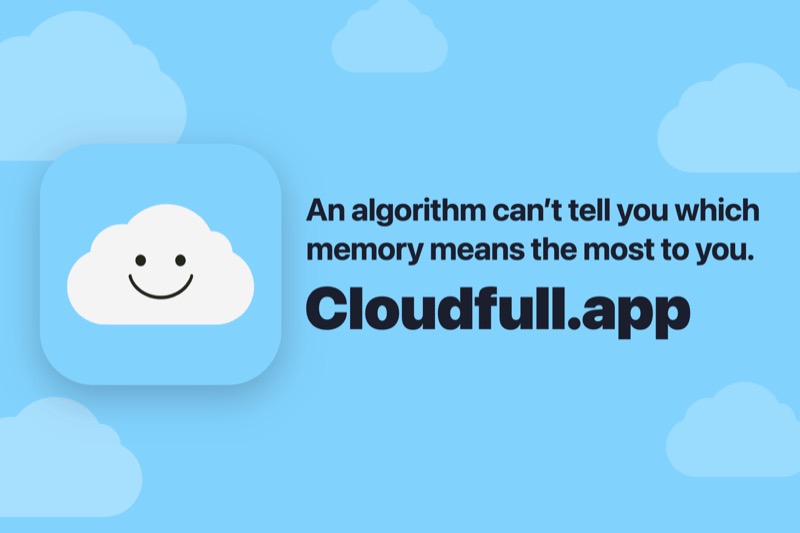 An algorithm can’t tell you which
memory means the most to you.
Cloudfull.app